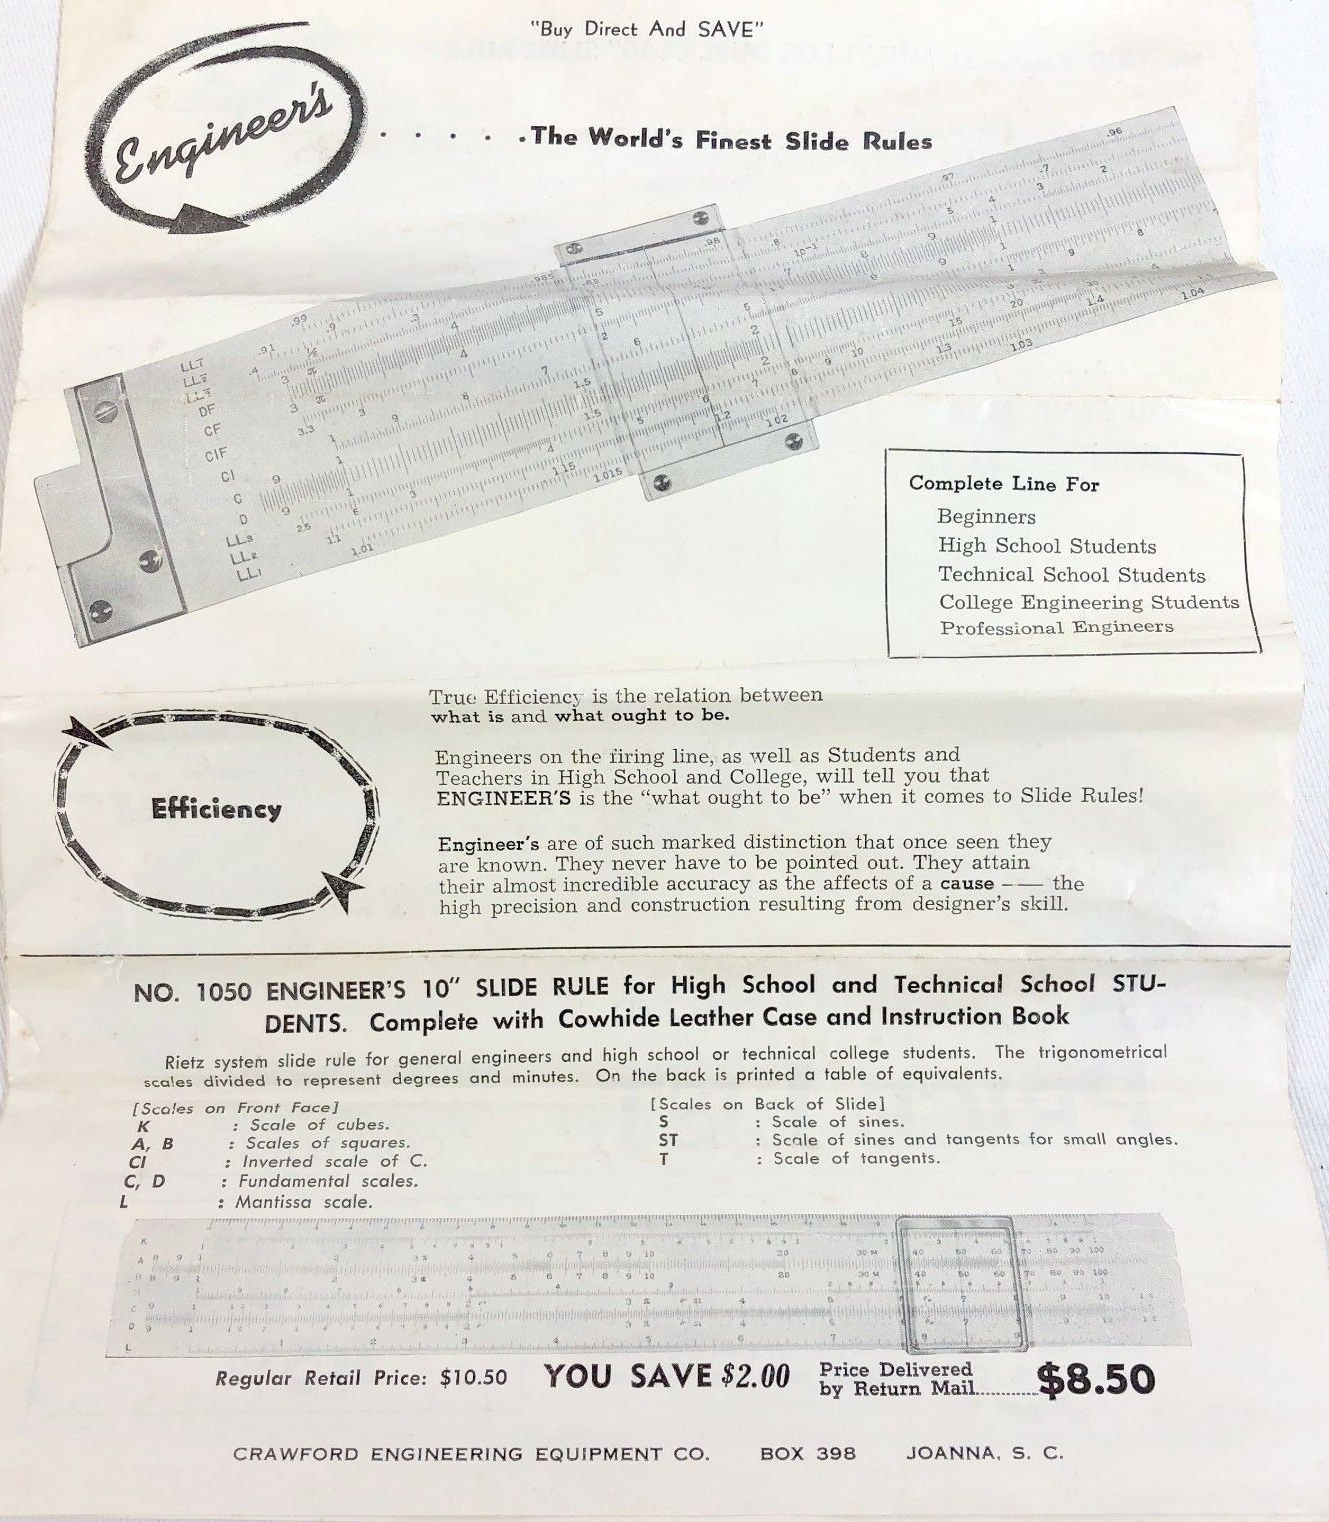 "Buy Direct And SAVE"
Engineer's
. . . . .The World's Finest Slide Rules
LL1
LL2
LL3
DF
CF
CIF
CI
C
D
LL3
LL2
LL1
Complete Line For
Beginners
High School Students
Technical School Students
College Engineering Students
Professional Engineers
Efficiency
True Efficiency is the relation between
what is and what ought to be.
Engineers on the firing line, as well as Students and
Teachers in High School and College, will tell you that
ENGINEER'S is the "what ought to be" when it comes to Slide Rules!
Engineer's are of such marked distinction that once seen they
are known. They never have to be pointed out. They attain
their almost incredible accuracy as the affects of a cause —— the
high precision and construction resulting from designer's skill.
NO. 1050 ENGINEER'S 10" SLIDE RULE for High School and Technical School STU-
DENTS. Complete with Cowhide Leather Case and Instruction Book
Rietz system slide rule for general engineers and high school or technical college students. The trigonometrical
scales divided to represent degrees and minutes. On the back is printed a table of equivalents.
[Scales on Front Face]
K : Scale of cubes.
A, B : Scales of squares.
CI : Inverted scale of C.
C, D : Fundamental scales.
L : Mantissa scale.
[Scales on Back of Slide]
S : Scale of sines.
ST : Scale of sines and tangents for small angles.
T : Scale of tangents.
Regular Retail Price: $10.50 YOU SAVE $2.00 Price Delivered
by Return Mail............$8.50
CRAWFORD ENGINEERING EQUIPMENT CO. BOX 398 JOANNA, S. C.